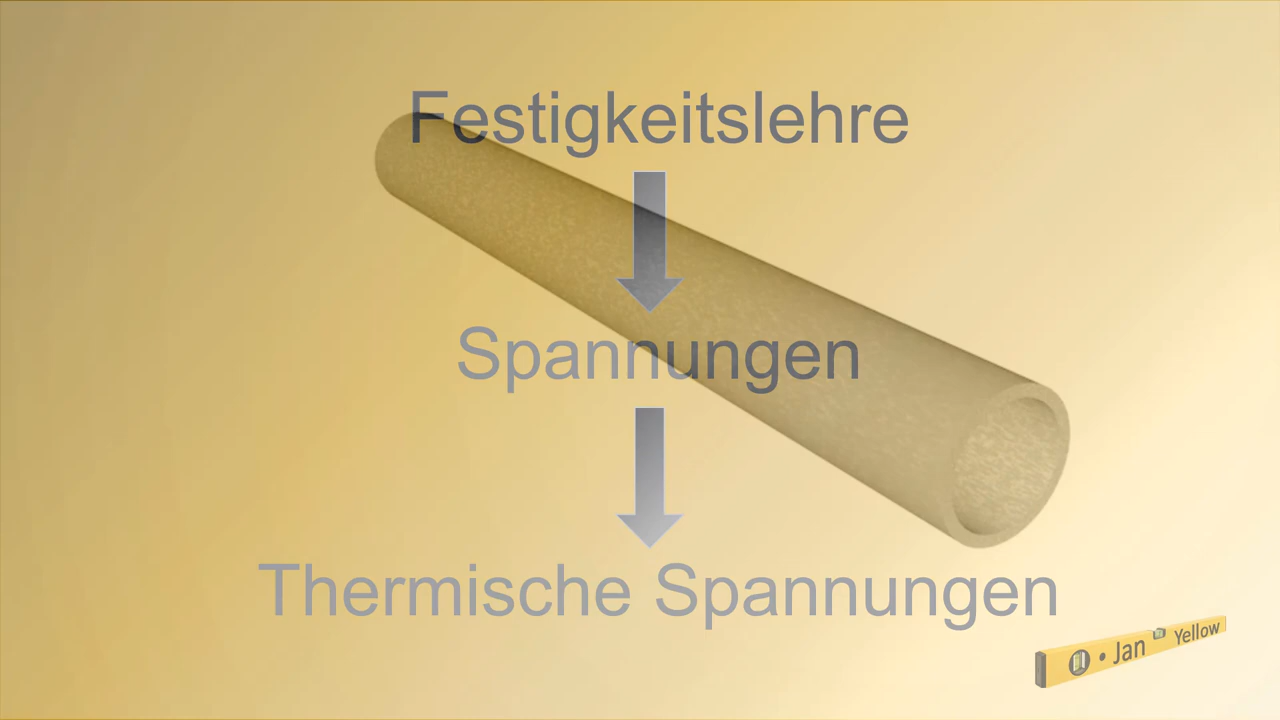 Festigkeitslehre
Spannungen
Thermische Spannungen
Jan Yellow